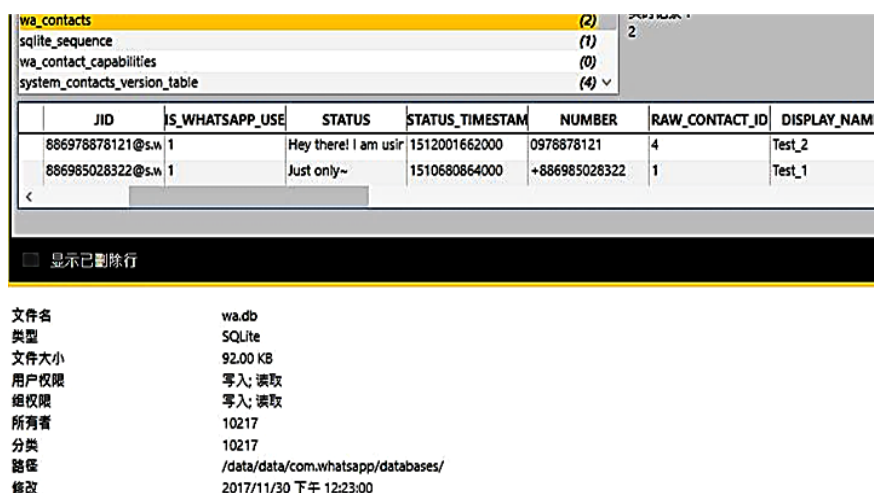 wa_contacts (2)
2
sqlite_sequence (1)
wa_contact_capabilities (0)
system_contacts_version_table (4)
JID IS_WHATSAPP_USE STATUS STATUS_TIMESTAM NUMBER RAW_CONTACT_ID DISPLAY_NAM
886978878121@s.w 1 Hey there! I am usir 1512001662000 0978878121 4 Test_2
886985028322@s.w 1 Just only~ 1510680864000 +886985028322 1 Test_1
显示已删除行
文件名 wa.db
类型 SQLite
文件大小 92.00 KB
用户权限 写入; 读取
组权限 写入; 读取
所有者 10217
分类 10217
路径 /data/data/com.whatsapp/databases/
修改 2017/11/30 下午 12:23:00